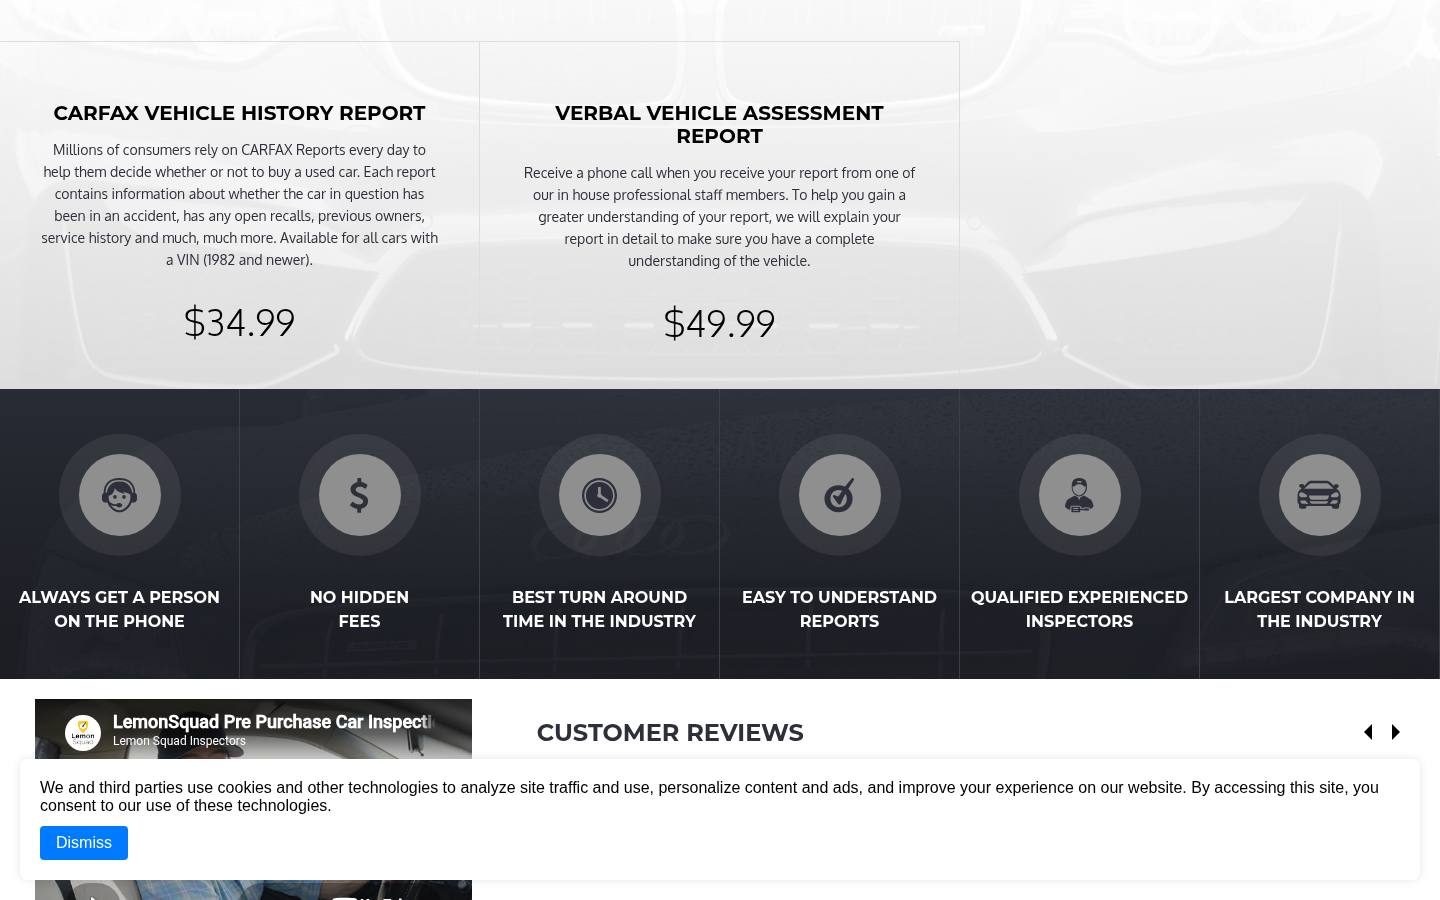 CARFAX VEHICLE HISTORY REPORT
Millions of consumers rely on CARFAX Reports every day to
help them decide whether or not to buy a used car. Each report
contains information about whether the car in question has
been in an accident, has any open recalls, previous owners,
service history and much, much more. Available for all cars with
a VIN (1982 and newer).
$34.99
VERBAL VEHICLE ASSESSMENT
REPORT
Receive a phone call when you receive your report from one of
our in house professional staff members. To help you gain a
greater understanding of your report, we will explain your
report in detail to make sure you have a complete
understanding of the vehicle.
$49.99
ALWAYS GET A PERSON
ON THE PHONE
NO HIDDEN
FEES
BEST TURN AROUND
TIME IN THE INDUSTRY
EASY TO UNDERSTAND
REPORTS
QUALIFIED EXPERIENCED
INSPECTORS
LARGEST COMPANY IN
THE INDUSTRY
Lemon
Squad
LemonSquad Pre Purchase Car Inspecti
Lemon Squad Inspectors
CUSTOMER REVIEWS
We and third parties use cookies and other technologies to analyze site traffic and use, personalize content and ads, and improve your experience on our website. By accessing this site, you
consent to our use of these technologies.
Dismiss